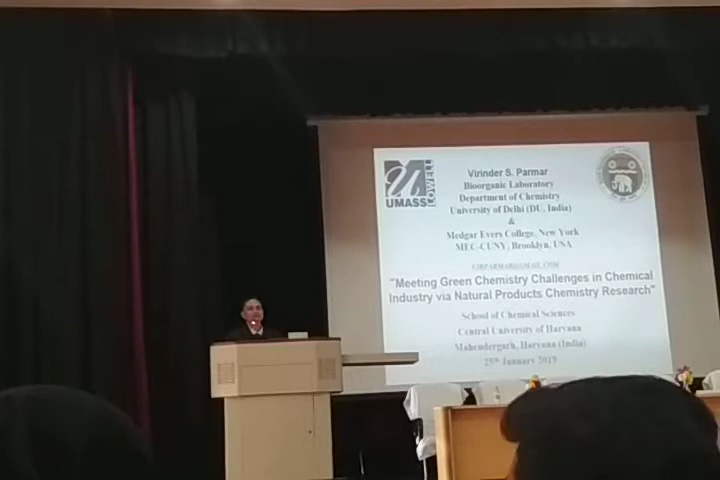 UMASS
LOWELL
Virinder S. Parmar
Bioorganic Laboratory
Department of Chemistry
University of Delhi (DU, India)
&
Medgar Evers College, New York
MEC-CUNY, Brooklyn, USA
"Meeting Green Chemistry Challenges in Chemical
Industry via Natural Products Chemistry Research"
School of Chemical Sciences
Central University of Haryana
Mahendergarh, Haryana (India)
29th January 2019